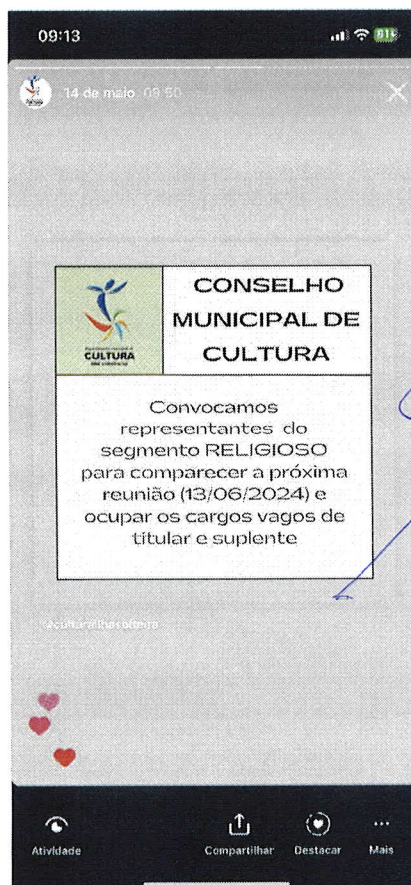 09:13
14 de maio 09:50
CONSELHO
MUNICIPAL DE
CULTURA
CULTURA
Convocamos
representantes do
segmento RELIGIOSO
para comparecer a próxima
reunião (13/06/2024) e
ocupar os cargos vagos de
titular e suplente
@culturailhasolteira
Atividade
Compartilhar
Destacar
Mais